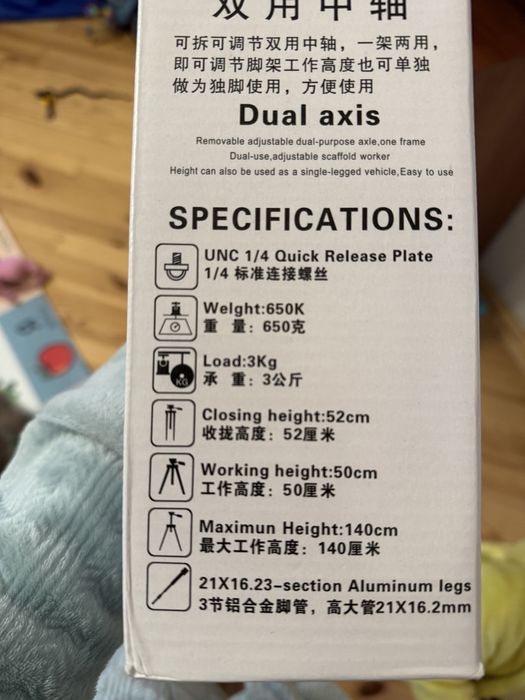 双用中轴
可拆可调节双用中轴，一架两用，
即可调节脚架工作高度也可单独
做为独脚使用，方便使用
Dual axis
Removable adjustable dual-purpose axle,one frame
Dual-use,adjustable scaffold worker
Height can also be used as a single-legged vehicle,Easy to use
SPECIFICATIONS:
UNC 1/4 Quick Release Plate
1/4 标准连接螺丝
Welght:650K
重 量：650克
KG
Load:3Kg
承 重：3公斤
Closing height:52cm
收拢高度：52厘米
Working height:50cm
工作高度：50厘米
Maximun Height:140cm
最大工作高度：140厘米
21X16.23-section Aluminum legs
3节铝合金脚管，高大管21X16.2mm